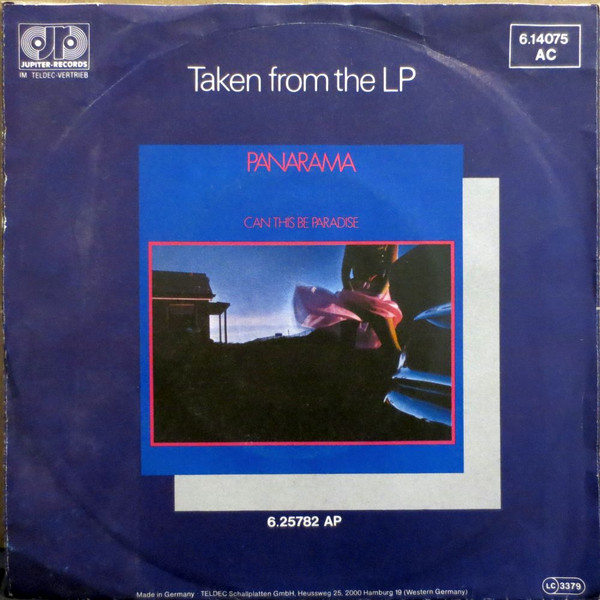 JUPITER-RECORDS
IM TELDEC-VERTRIEB
6.14075
AC
Taken from the LP
PANARAMA
CAN THIS BE PARADISE
6.25782 AP
Made in Germany TELDEC Schallplatten GmbH, Heussweg 25, 2000 Hamburg 19 (Western Germany)
LC 3379